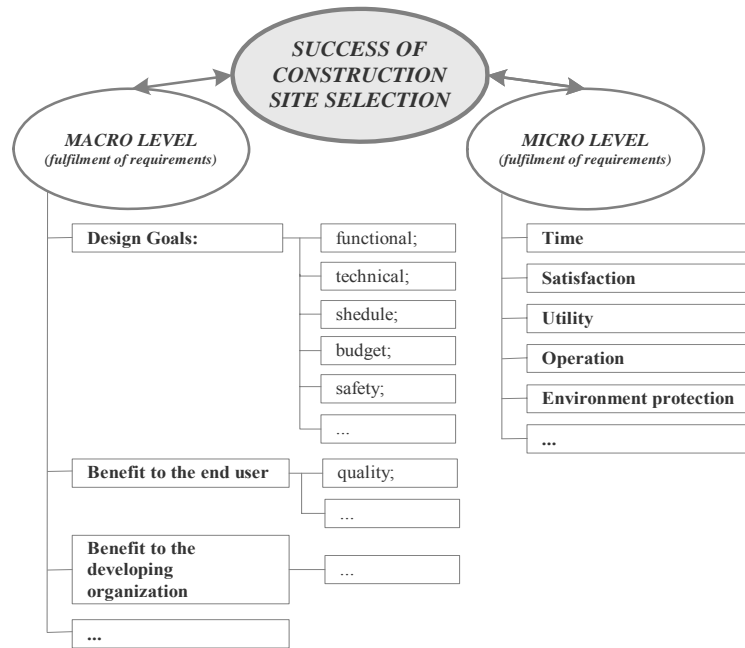 SUCCESS OF
CONSTRUCTION
SITE SELECTION
MACRO LEVEL
(fulfilment of requirements)
MICRO LEVEL
(fulfilment of requirements)
Design Goals:
functional;
technical;
shedule;
budget;
safety;
...
Benefit to the end user
quality;
...
Benefit to the
developing
organization
...
...
Time
Satisfaction
Utility
Operation
Environment protection
...